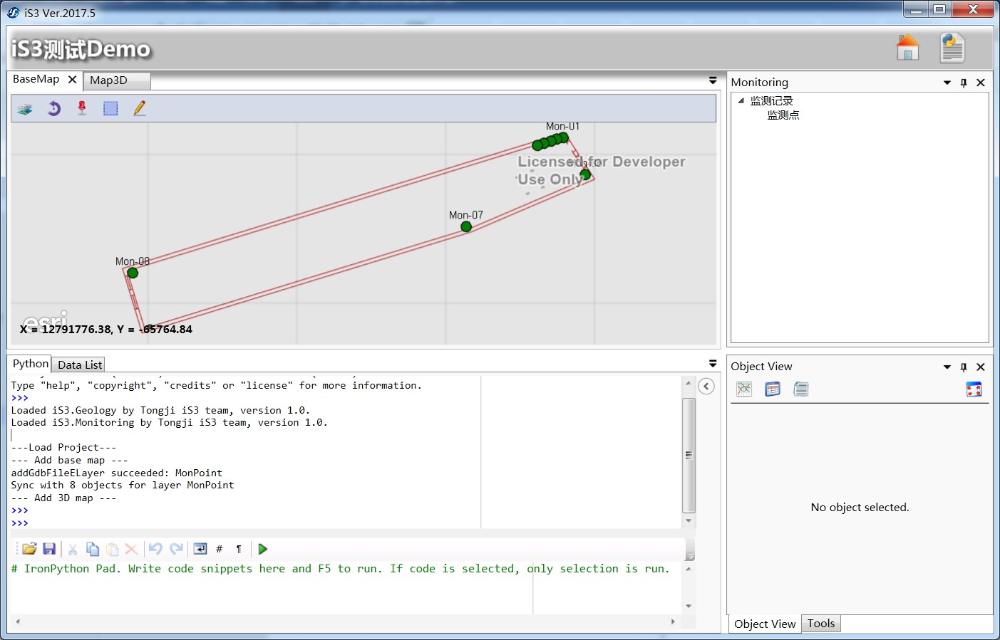 iS3 Ver.2017.5
iS3测试Demo
BaseMap
Map3D
Mon-01
Licensed for Developer
Use Only
Mon-07
Mon-08
esri
X = 12791776.38, Y = -65764.84
Monitoring
监测记录
监测点
Python
Data List
Type "help", "copyright", "credits" or "license" for more information.
>>>
Loaded iS3.Geology by Tongji iS3 team, version 1.0.
Loaded iS3.Monitoring by Tongji iS3 team, version 1.0.
---Load Project---
--- Add base map ---
addGdbFileELayer succeeded: MonPoint
Sync with 8 objects for layer MonPoint
--- Add 3D map ---
>>>
>>>
# ¶
# IronPython Pad. Write code snippets here and F5 to run. If code is selected, only selection is run.
Object View
No object selected.
Object View
Tools